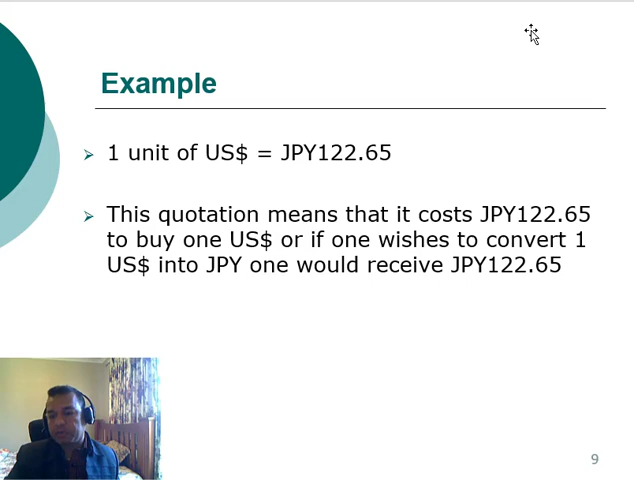 Example
1 unit of US$ = JPY122.65
This quotation means that it costs JPY122.65
to buy one US$ or if one wishes to convert 1
US$ into JPY one would receive JPY122.65
9